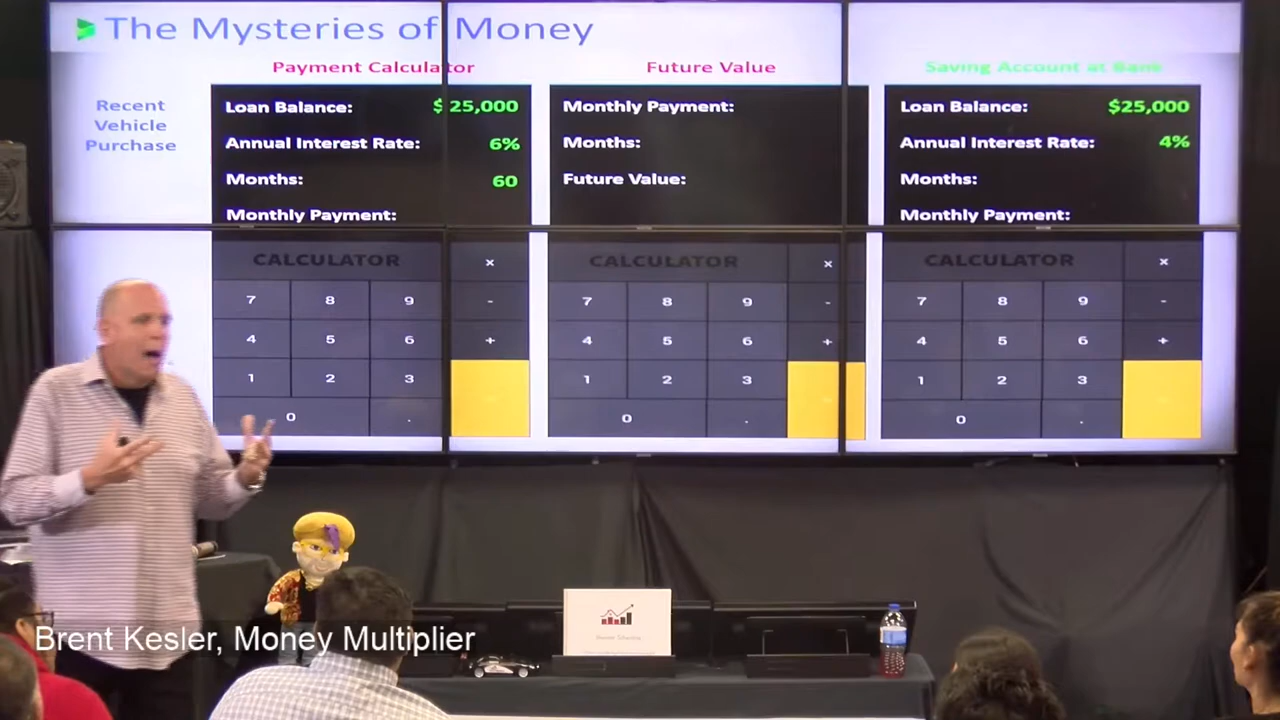 The Mysteries of Money
Payment Calculator
Future Value
Saving Account at Bank
Recent
Vehicle
Purchase
Loan Balance: $ 25,000
Annual Interest Rate: 6%
Months: 60
Monthly Payment:
Monthly Payment:
Months:
Future Value:
Loan Balance: $25,000
Annual Interest Rate: 4%
Months:
Monthly Payment:
CALCULATOR ×
7 8 9 -
4 5 6 +
1 2 3
0 .
CALCULATOR ×
7 8 9 -
4 5 6 +
1 2 3
0 .
CALCULATOR ×
7 8 9 -
4 5 6 +
1 2 3
0 .
Brent Kesler, Money Multiplier